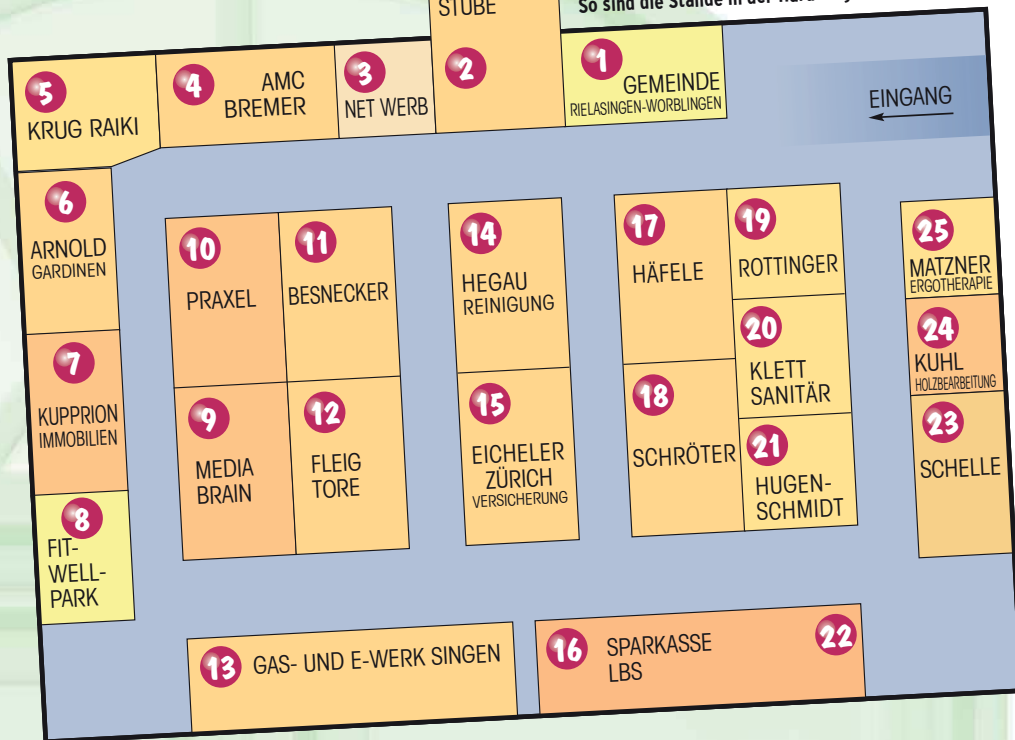 So sind die Stände in der
STUBE
2
1
GEMEINDE
RIELASINGEN-WORBLINGEN
EINGANG
3
NET WERB
4
AMC
BREMER
5
KRUG RAIKI
6
ARNOLD
GARDINEN
7
KUPPRION
IMMOBILIEN
8
FIT-
WELL-
PARK
10
PRAXEL
11
BESNECKER
9
MEDIA
BRAIN
12
FLEIG
TORE
14
HEGAU
REINIGUNG
15
EICHELER
ZÜRICH
VERSICHERUNG
17
HÄFELE
18
SCHRÖTER
19
ROTTINGER
20
KLETT
SANITÄR
21
HUGEN-
SCHMIDT
25
MATZNER
ERGOTHERAPIE
24
KUHL
HOLZBEARBEITUNG
23
SCHELLE
13
GAS- UND E-WERK SINGEN
16
SPARKASSE
LBS
22